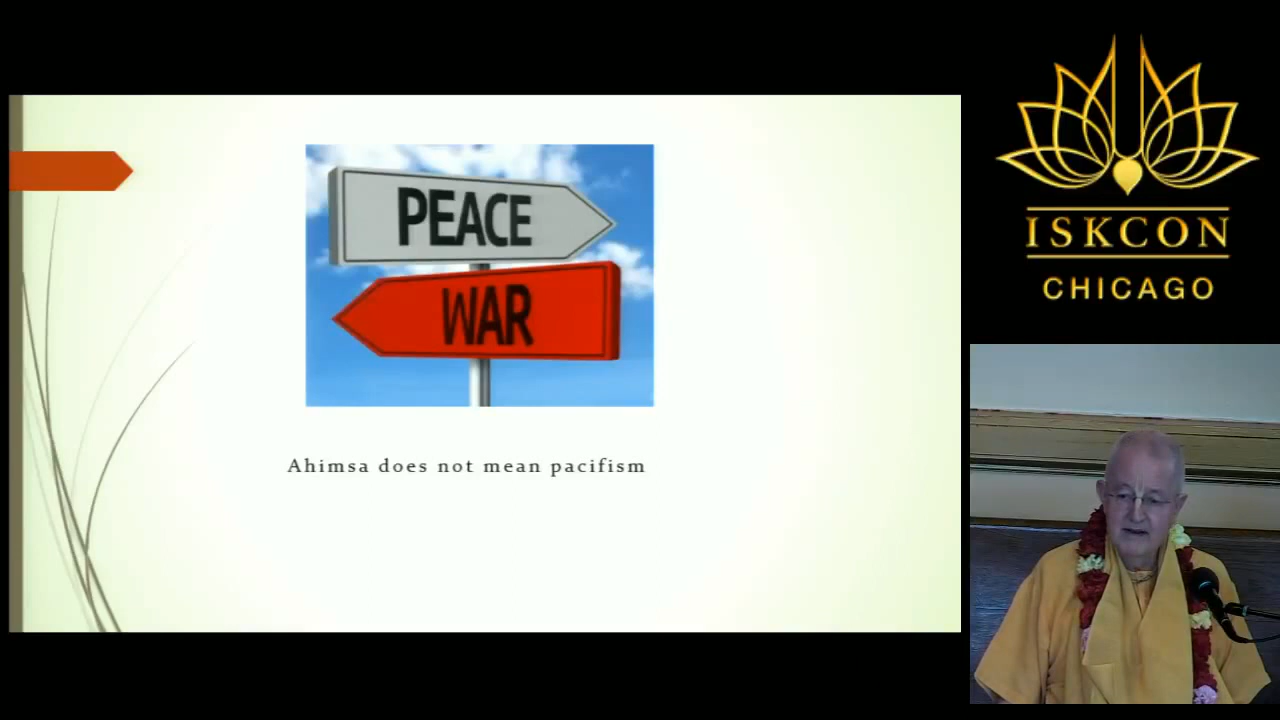 PEACE
WAR
Ahimsa does not mean pacifism
ISKCON
CHICAGO